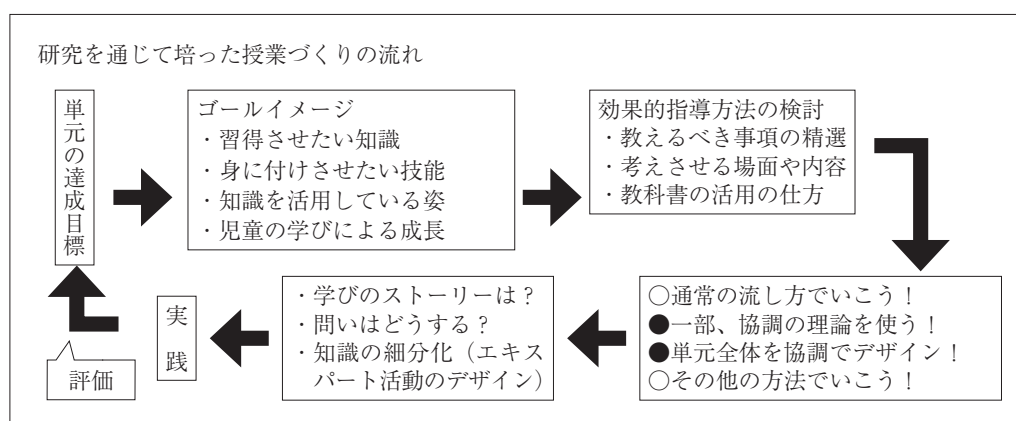 研究を通じて培った授業づくりの流れ
単元の達成目標
ゴールイメージ
・習得させたい知識
・身に付けさせたい技能
・知識を活用している姿
・児童の学びによる成長
効果的指導方法の検討
・教えるべき事項の精選
・考えさせる場面や内容
・教科書の活用の仕方
○通常の流し方でいこう！
●一部、協調の理論を使う！
●単元全体を協調でデザイン！
○その他の方法でいこう！
・学びのストーリーは？
・問いはどうする？
・知識の細分化（エキス
パート活動のデザイン）
実践
評価